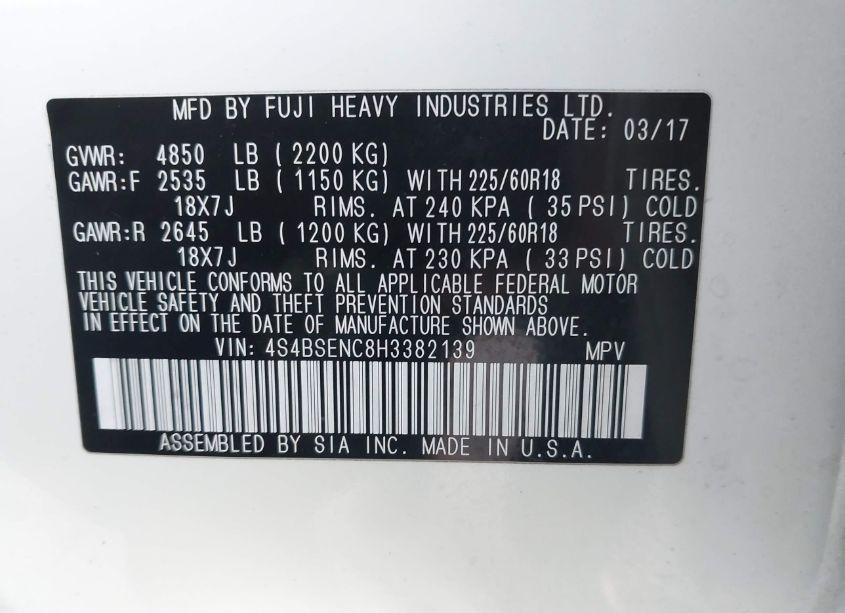 MFD BY FUJI HEAVY INDUSTRIES LTD.
DATE: 03/17
GVWR: 4850 LB ( 2200 KG)
GAWR:F 2535 LB ( 1150 KG) WITH 225/60R18 TIRES.
18X7J RIMS. AT 240 KPA ( 35 PSI) COLD
GAWR:R 2645 LB ( 1200 KG) WITH 225/60R18 TIRES.
18X7J RIMS. AT 230 KPA ( 33 PSI) COLD
THIS VEHICLE CONFORMS TO ALL APPLICABLE FEDERAL MOTOR
VEHICLE SAFETY AND THEFT PREVENTION STANDARDS
IN EFFECT ON THE DATE OF MANUFACTURE SHOWN ABOVE.
VIN: 4S4BSENC8H3382139 MPV
ASSEMBLED BY SIA INC. MADE IN U.S.A.